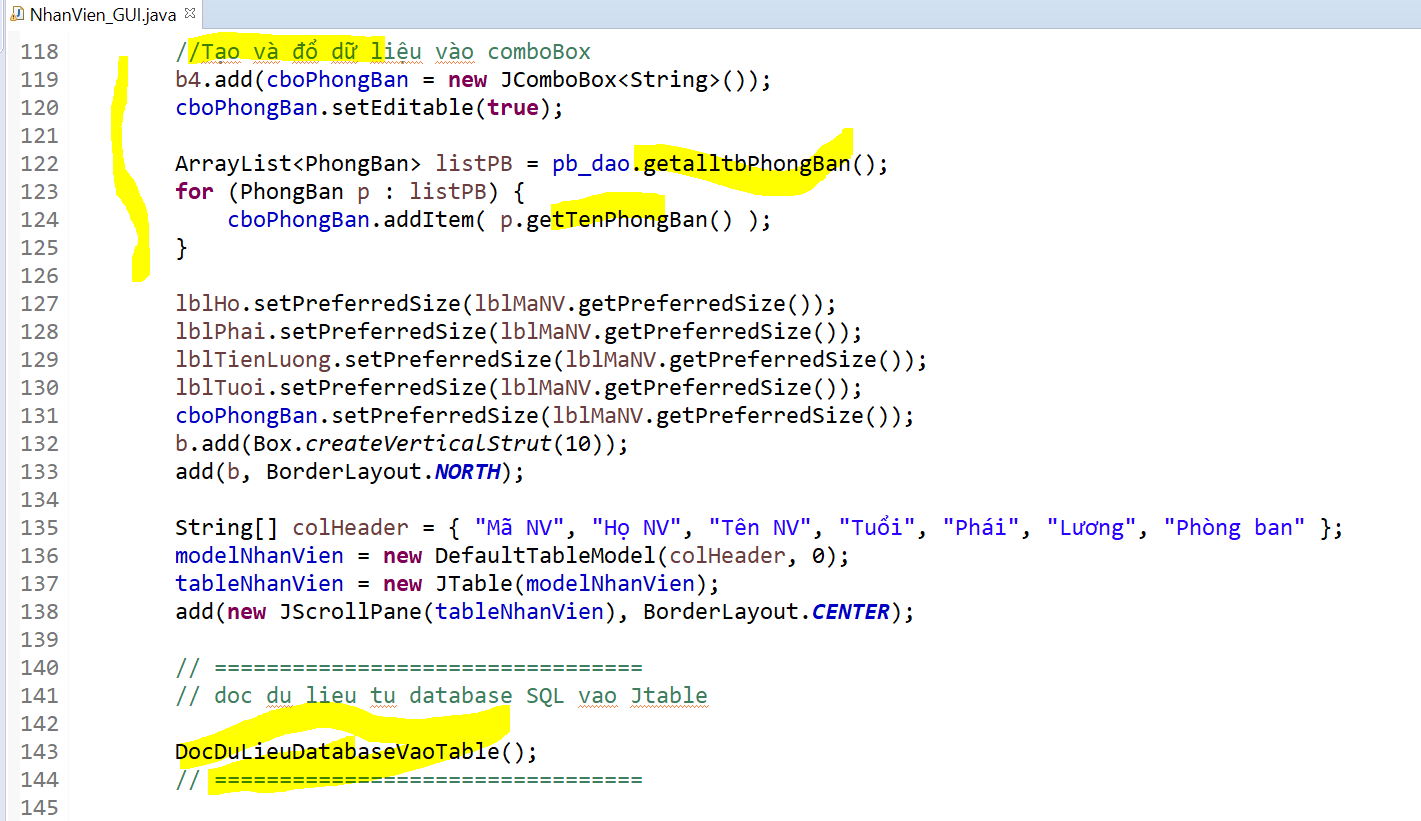 NhanVien_GUI.java
118 //Tạo và đổ dữ liệu vào comboBox
119 b4.add(cboPhongBan = new JComboBox<String>());
120 cboPhongBan.setEditable(true);
121
122 ArrayList<PhongBan> listPB = pb_dao.getalltbPhongBan();
123 for (PhongBan p : listPB) {
124 cboPhongBan.addItem( p.getTenPhongBan() );
125 }
126
127 lblHo.setPreferredSize(lblMaNV.getPreferredSize());
128 lblPhai.setPreferredSize(lblMaNV.getPreferredSize());
129 lblTienLuong.setPreferredSize(lblMaNV.getPreferredSize());
130 lblTuoi.setPreferredSize(lblMaNV.getPreferredSize());
131 cboPhongBan.setPreferredSize(lblMaNV.getPreferredSize());
132 b.add(Box.createVerticalStrut(10));
133 add(b, BorderLayout.NORTH);
134
135 String[] colHeader = { "Mã NV", "Họ NV", "Tên NV", "Tuổi", "Phái", "Lương", "Phòng ban" };
136 modelNhanVien = new DefaultTableModel(colHeader, 0);
137 tableNhanVien = new JTable(modelNhanVien);
138 add(new JScrollPane(tableNhanVien), BorderLayout.CENTER);
139
140 // =================================
141 // doc du lieu tu database SQL vao Jtable
142
143 DocDuLieuDatabaseVaoTable();
144 // =================================
145